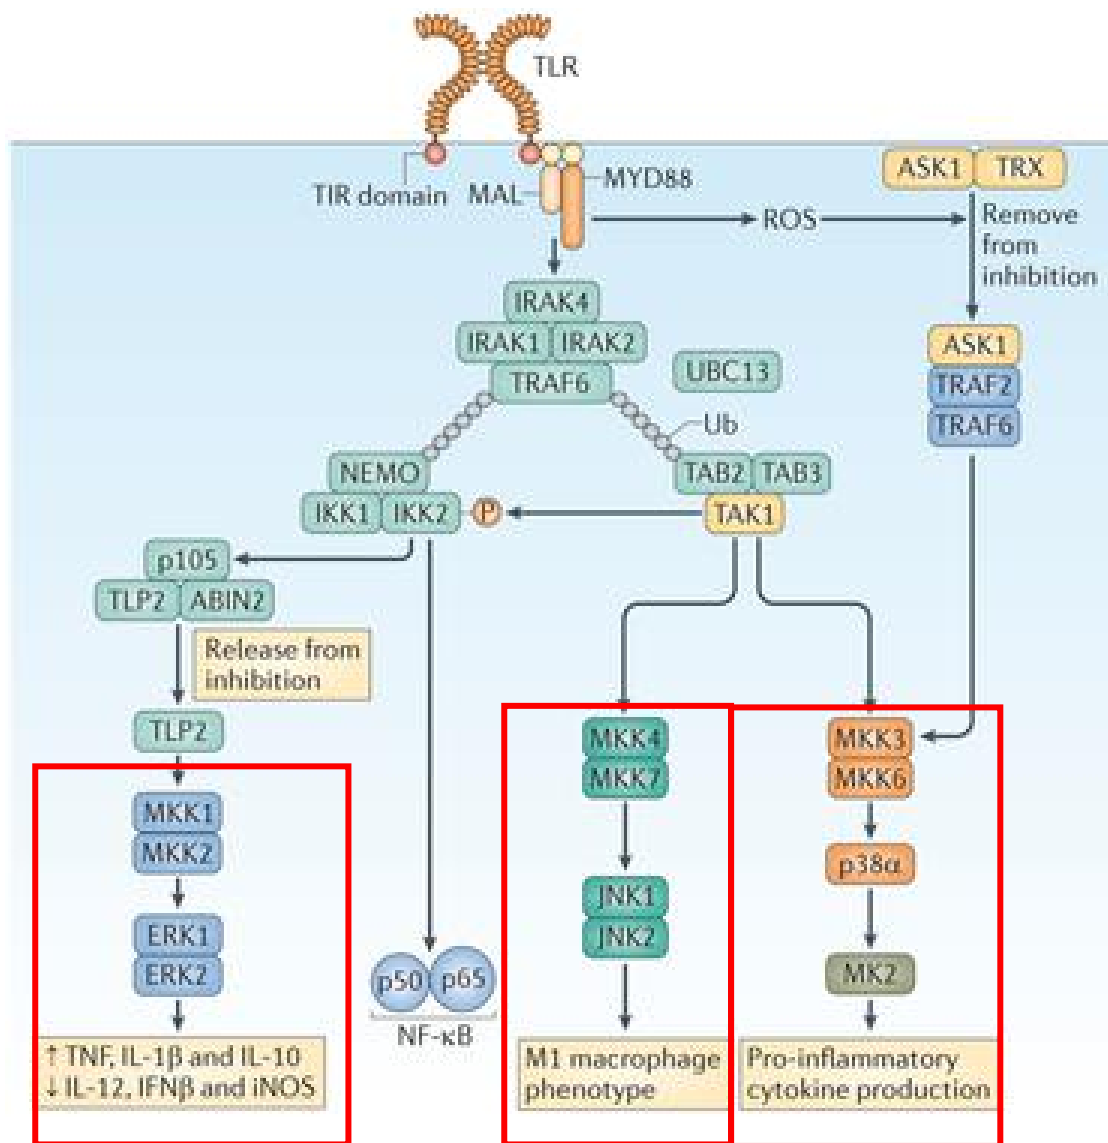 TLR
TIR domain
MAL
MYD88
ASK1
TRX
ROS
Remove
from
inhibition
IRAK4
IRAK1
IRAK2
TRAF6
UBC13
ASK1
TRAF2
TRAF6
Ub
NEMO
IKK1
IKK2
P
TAB2
TAB3
TAK1
p105
TLP2
ABIN2
Release from
inhibition
TLP2
MKK1
MKK2
ERK1
ERK2
↑ TNF, IL-1β and IL-10
↓ IL-12, IFNβ and iNOS
p50
p65
NF-κB
MKK4
MKK7
JNK1
JNK2
M1 macrophage
phenotype
MKK3
MKK6
p38α
MK2
Pro-inflammatory
cytokine production